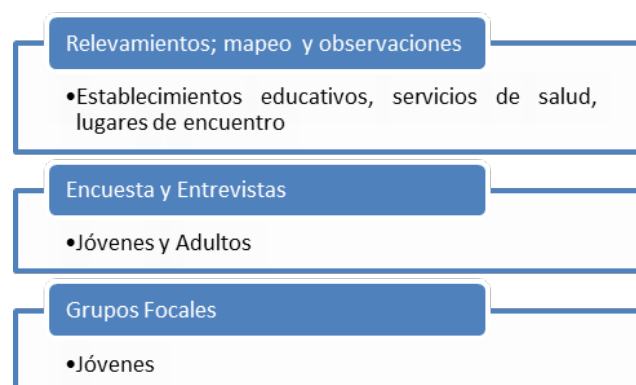 Relevamientos; mapeo y observaciones
•Establecimientos educativos, servicios de salud,
lugares de encuentro
Encuesta y Entrevistas
•Jóvenes y Adultos
Grupos Focales
•Jóvenes